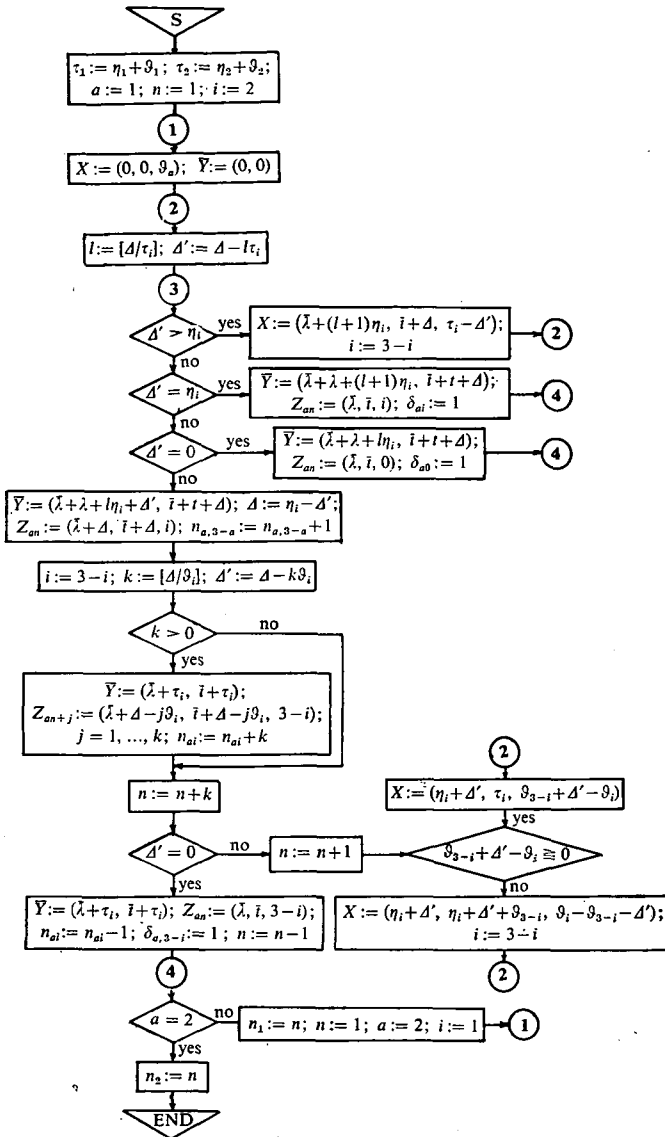 S
τ₁ := η₁+ϑ₁; τ₂ := η₂+ϑ₂;
a := 1; n := 1; i := 2
1
X := (0, 0, ϑₐ); Ȳ := (0, 0)
2
l := [Δ/τᵢ]; Δ' := Δ−lτᵢ
3
Δ' > ηᵢ
yes
X := (λ̄+(l+1)ηᵢ, ī+Δ, τᵢ−Δ');
i := 3−i
2
no
Δ' = ηᵢ
yes
Ȳ := (λ̄+λ+(l+1)ηᵢ, ī+t+Δ);
Zₐₙ := (λ̄, ī, i); δₐᵢ := 1
4
no
Δ' = 0
yes
Ȳ := (λ̄+λ+lηᵢ, ī+t+Δ);
Zₐₙ := (λ̄, ī, 0); δₐ₀ := 1
4
no
Ȳ := (λ̄+λ+lηᵢ+Δ', ī+t+Δ); Δ := ηᵢ−Δ';
Zₐₙ := (λ̄+Δ, ī+Δ, i); nₐ,₃₋ₐ := nₐ,₃₋ₐ+1
i := 3−i; k := [Δ/ϑᵢ]; Δ' := Δ−kϑᵢ
k > 0
no
yes
Ȳ := (λ̄+τᵢ, ī+τᵢ);
Zₐₙ₊ⱼ := (λ̄+Δ−jϑᵢ, ī+Δ−jϑᵢ, 3−i);
j = 1, ..., k; nₐᵢ := nₐᵢ+k
2
n := n+k
X := (ηᵢ+Δ', τᵢ, ϑ₃₋ᵢ+Δ'−ϑᵢ)
yes
Δ' = 0
no
n := n+1
ϑ₃₋ᵢ+Δ'−ϑᵢ ≧ 0
yes
no
Ȳ := (λ̄+τᵢ, ī+τᵢ); Zₐₙ := (λ̄, ī, 3−i);
nₐᵢ := nₐᵢ−1; δₐ,₃₋ᵢ := 1; n := n−1
X := (ηᵢ+Δ', ηᵢ+Δ'+ϑ₃₋ᵢ, ϑᵢ−ϑ₃₋ᵢ−Δ');
i := 3−i
4
2
a = 2
no
n₁ := n; n := 1; a := 2; i := 1
1
yes
n₂ := n
END